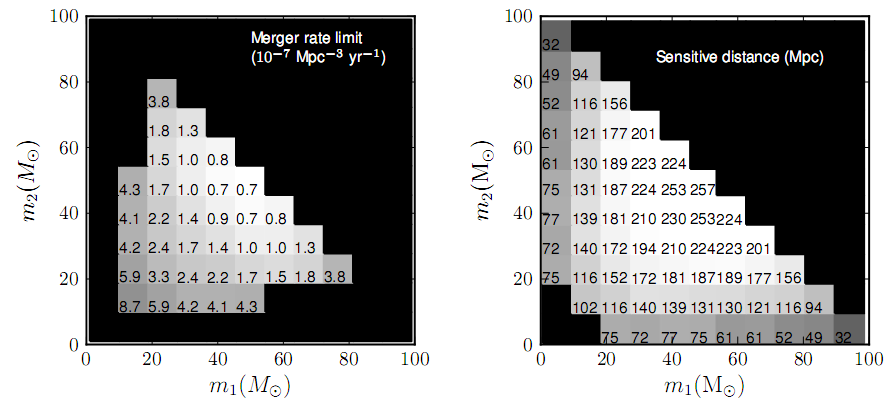 Merger rate limit
(10⁻⁷ Mpc⁻³ yr⁻¹)
100
80
60
40
20
0
m₂(M⊙)
3.8
1.8 1.3
1.5 1.0 0.8
4.3 1.7 1.0 0.7 0.7
4.1 2.2 1.4 0.9 0.7 0.8
4.2 2.4 1.7 1.4 1.0 1.0 1.3
5.9 3.3 2.4 2.2 1.7 1.5 1.8 3.8
8.7 5.9 4.2 4.1 4.3
0 20 40 60 80 100
m₁(M⊙)
Sensitive distance (Mpc)
100
80
60
40
20
0
m₂(M⊙)
32
49 94
52 116 156
61 121 177 201
61 130 189 223 224
75 131 187 224 253 257
77 139 181 210 230 253 224
72 140 172 194 210 224 223 201
75 116 152 172 181 187 189 177 156
102 116 140 139 131 130 121 116 94
75 72 77 75 61 61 52 49 32
0 20 40 60 80 100
m₁(M⊙)